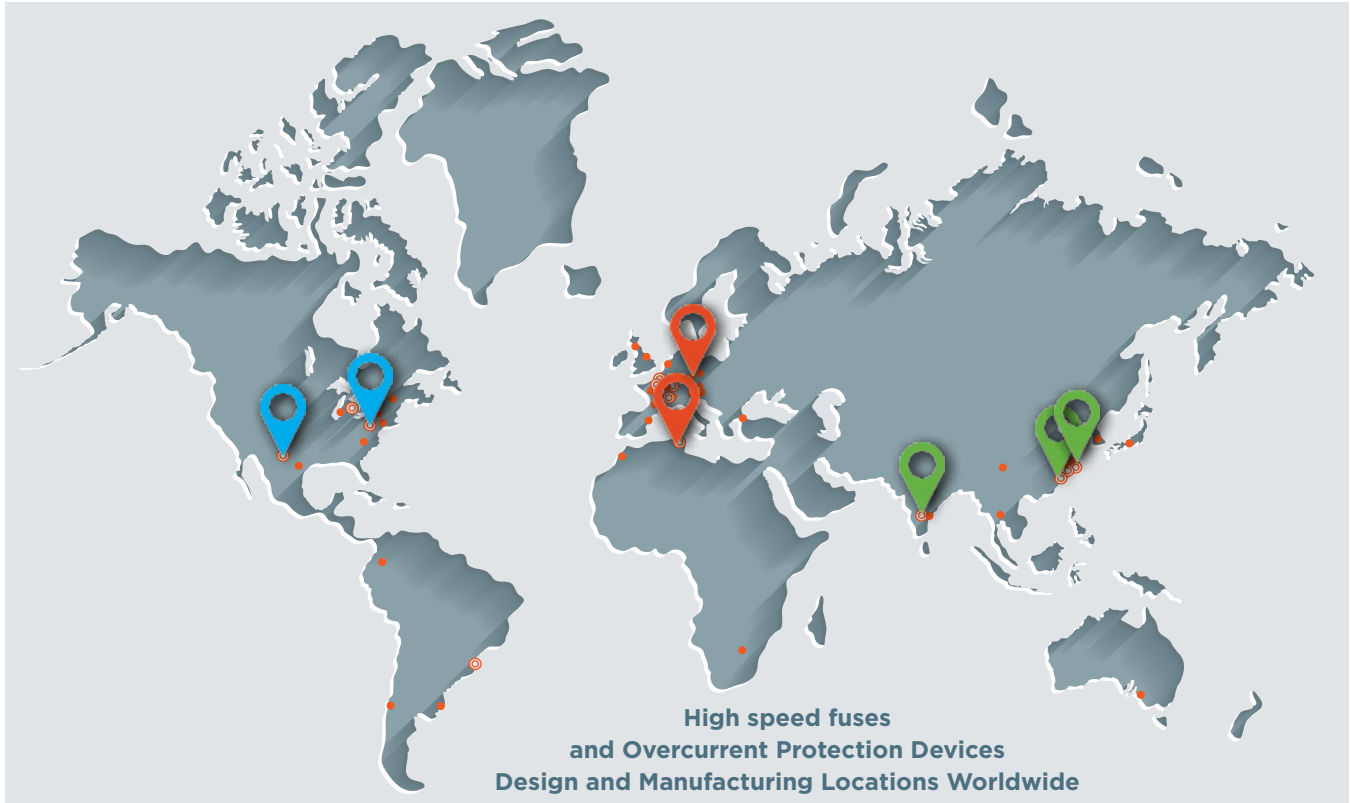 High speed fuses
and Overcurrent Protection Devices
Design and Manufacturing Locations Worldwide